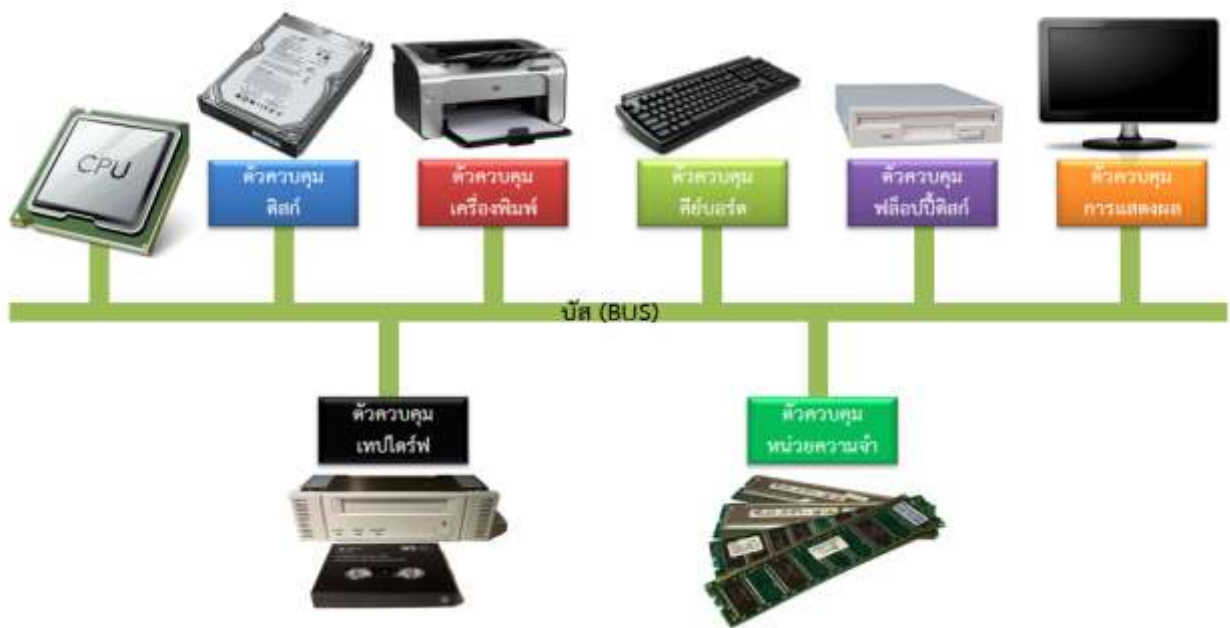 CPU
ตัวควบคุม
ดิสก์
ตัวควบคุม
เครื่องพิมพ์
ตัวควบคุม
คีย์บอร์ด
ตัวควบคุม
ฟล็อปปี้ดิสก์
ตัวควบคุม
การแสดงผล
บัส (BUS)
ตัวควบคุม
เทปไดร์ฟ
ตัวควบคุม
หน่วยความจำ